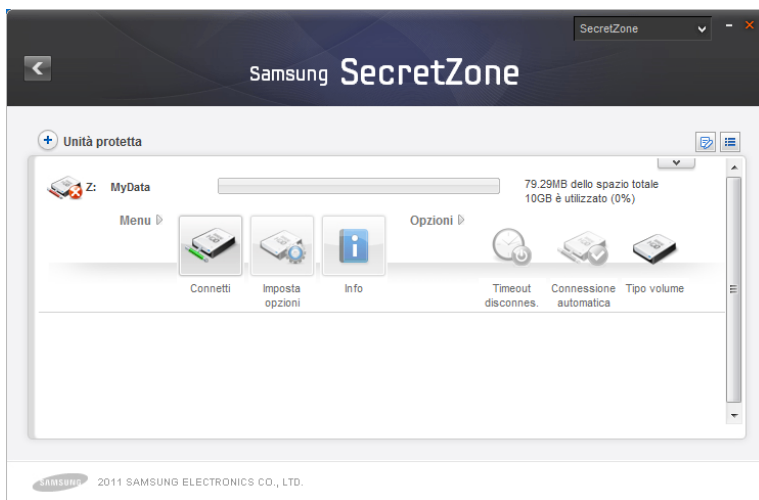 SecretZone
Samsung SecretZone
Unità protetta
Z: MyData
79.29MB dello spazio totale
10GB è utilizzato (0%)
Menu
Opzioni
Connetti
Imposta
opzioni
Info
Timeout
disconnes.
Connessione
automatica
Tipo volume
SAMSUNG 2011 SAMSUNG ELECTRONICS CO., LTD.